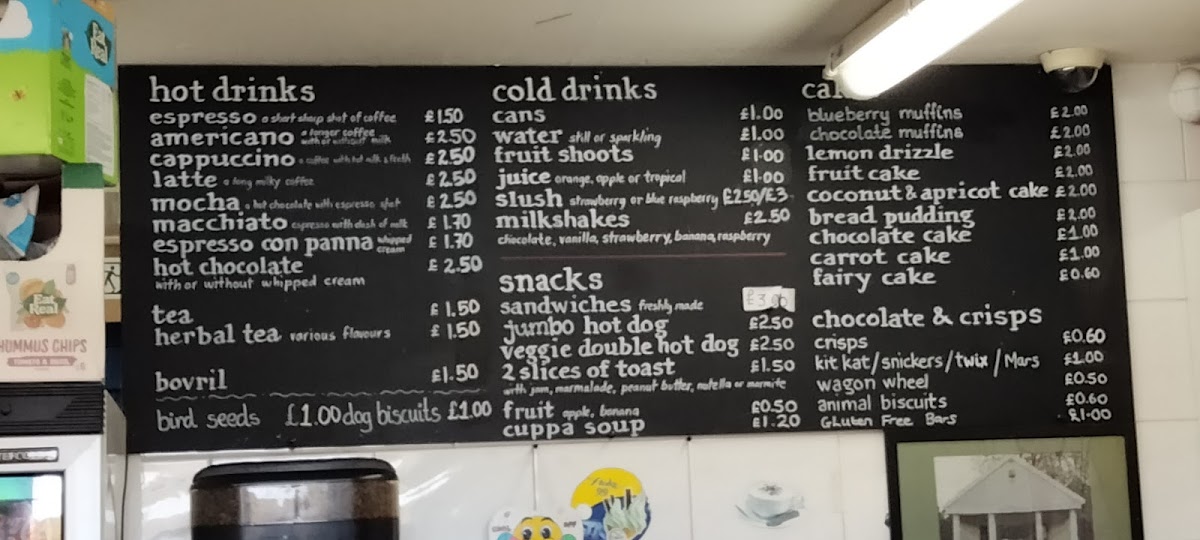 hot drinks
espresso a short sharp shot of coffee £1.50
americano a longer coffee with or without milk £2.50
cappuccino a coffee with hot milk & froth £2.50
latte a long milky coffee £2.50
mocha a hot chocolate with espresso shot £2.50
macchiato espresso with dash of milk £1.70
espresso con panna whipped cream £1.70
hot chocolate £2.50
with or without whipped cream
tea £1.50
herbal tea various flavours £1.50
bovril £1.50
bird seeds £1.00 dog biscuits £1.00
cold drinks
cans £1.00
water still or sparkling £1.00
fruit shoots £1.00
juice orange, apple or tropical £1.00
slush strawberry or blue raspberry £2.50/£3
milkshakes £2.50
chocolate, vanilla, strawberry, banana, raspberry
snacks
sandwiches freshly made £3.00
jumbo hot dog £2.50
veggie double hot dog £2.50
2 slices of toast £1.50
with jam, marmalade, peanut butter, nutella or marmite
fruit apple, banana £0.50
cuppa soup £1.20
blueberry muffins £2.00
chocolate muffins £2.00
lemon drizzle £2.00
fruit cake £2.00
coconut & apricot cake £2.00
bread pudding £2.00
chocolate cake £1.00
carrot cake £1.00
fairy cake £0.60
chocolate & crisps
crisps £0.60
kit kat/snickers/twix/Mars £1.00
wagon wheel £0.50
animal biscuits £0.60
Gluten Free Bars £1.00
Eat Real
Eat Real
HUMMUS CHIPS